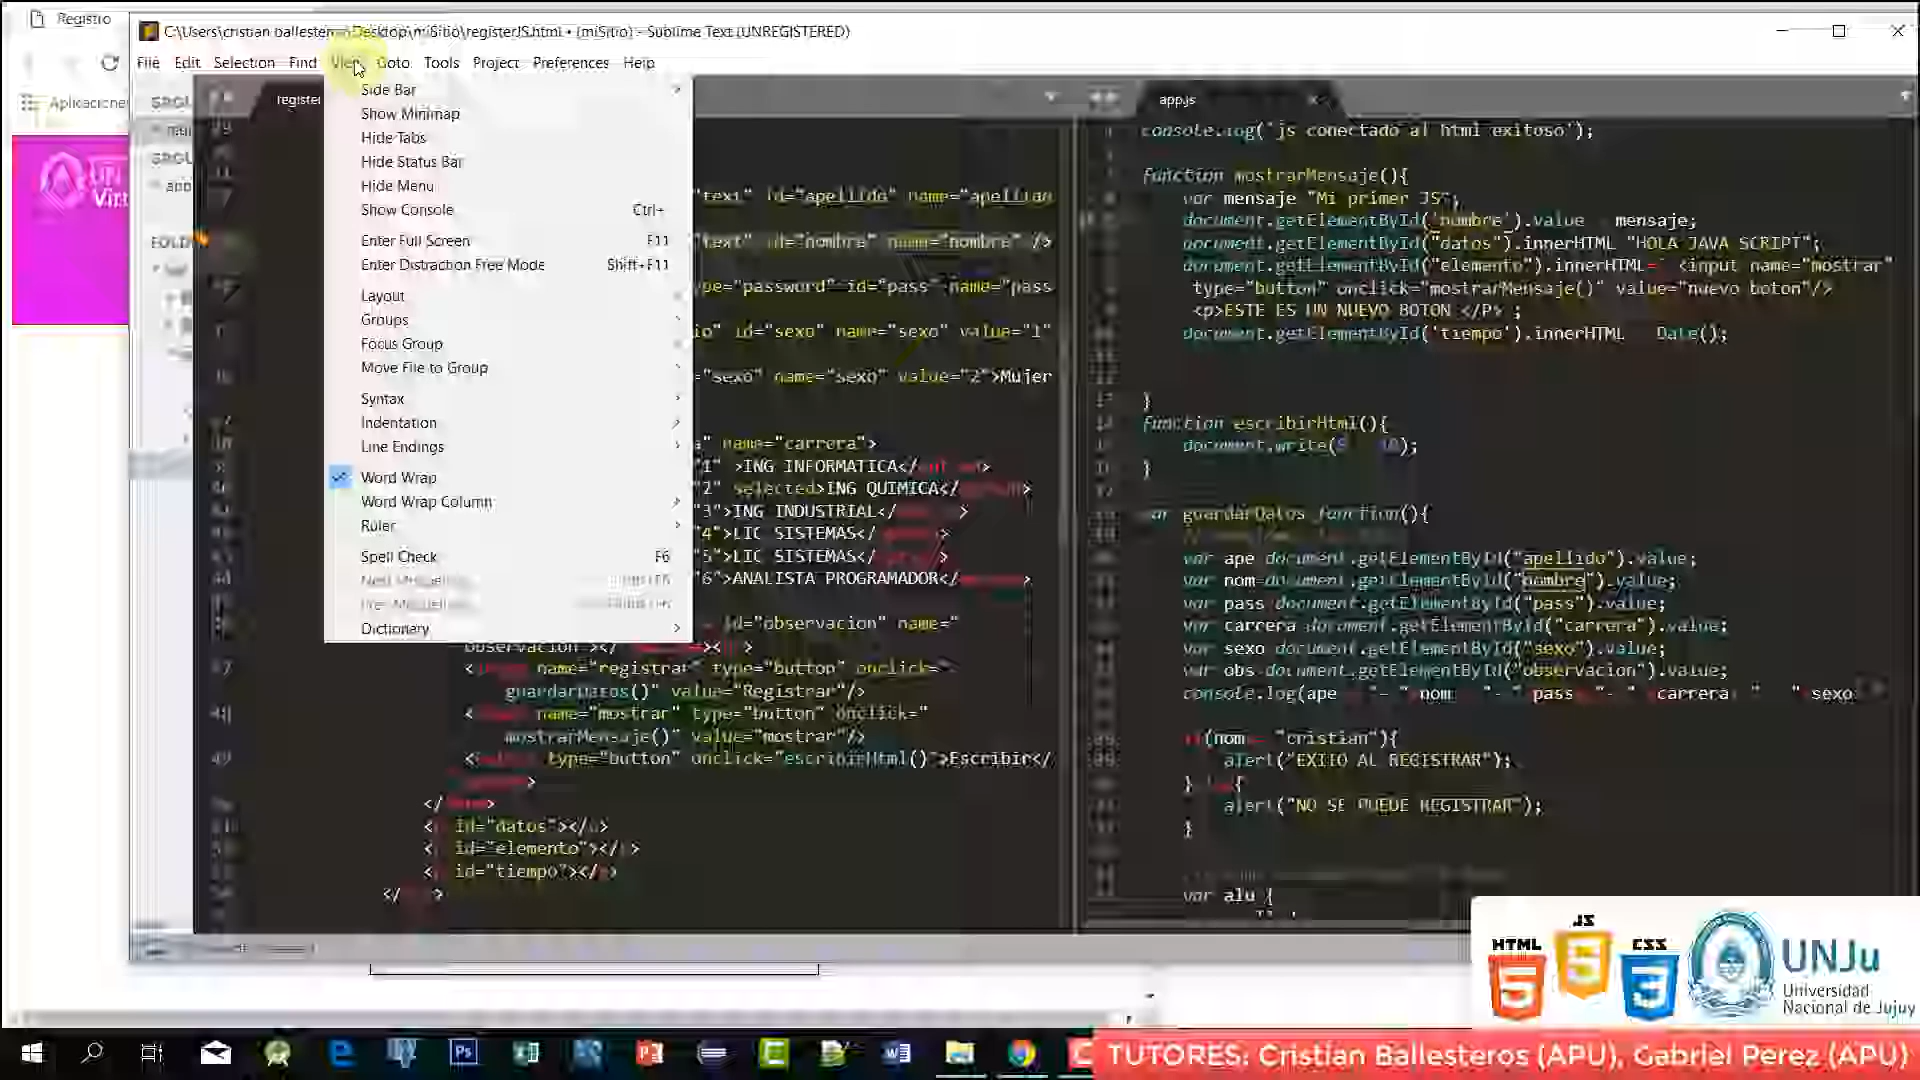 Registro
C:\Users\cristian ballesteros\Desktop\miSitio\registerJS.html • (miSitio) - Sublime Text (UNREGISTERED)
File Edit Selection Find View Goto Tools Project Preferences Help
Aplicacione
Side Bar
Show Minimap
Hide Tabs
Hide Status Bar
Hide Menu
Show Console Ctrl+
Enter Full Screen F11
Enter Distraction Free Mode Shift+F11
Layout
Groups
Focus Group
Move File to Group
Syntax
Indentation
Line Endings
Word Wrap
Word Wrap Column
Ruler
Spell Check F6
Dictionary
register
"text" id="apellido" name="apellido
"text" id="nombre" name="nombre" />
pe="password" id="pass" name="pass
io" id="sexo" name="sexo" value="1"
="sexo" name="sexo" value="2">Mujer
" name="carrera">
"1" >ING INFORMATICA</
"2" selected>ING QUIMICA</
"3">ING INDUSTRIAL</ >
"4">LIC SISTEMAS</ >
"5">LIC SISTEMAS</ >
"6">ANALISTA PROGRAMADOR</ >
id="observacion" name="
observacion"></
name="registrar" type="button" onclick="
guardarDatos()" value="Registrar"/>
name="mostrar" type="button" onclick="
mostrarMensaje()" value="mostrar"/>
type="button" onclick="escribirHtml()">Escribir</
>
</ >
< id="datos"></ >
< id="elemento"></ >
< id="tiempo"></ >
</ >
app.js
console.log('js conectado al html exitoso');
function mostrarMensaje(){
var mensaje "Mi primer JS";
document.getElementById('nombre').value mensaje;
document.getElementById("datos").innerHTML "HOLA JAVA SCRIPT";
document.getElementById("elemento").innerHTML=` <input name="mostrar"
type="button" onclick="mostrarMensaje()" value="nuevo boton"/>
<p>ESTE ES UN NUEVO BOTON </P> ;
document.getElementById('tiempo').innerHTML Date();
}
function escribirHtml(){
document.write(5 10);
}
var guardarDatos function(){
var ape document.getElementById("apellido").value;
var nom=document.getElementById("nombre").value;
var pass document.getElementById("pass").value;
var carrera document.getElementById("carrera").value;
var sexo document.getElementById("sexo").value;
var obs document.getElementById("observacion").value;
console.log(ape "- " nom "- " pass "- " carrera " " sexo
if(nom "cristian"){
alert("EXITO AL REGISTRAR");
} else{
alert("NO SE PUEDE REGISTRAR");
}
var alu {
HTML
5
JS
5
CSS
3
UNJu
Universidad
Nacional de Jujuy
TUTORES: Cristian Ballesteros (APU), Gabriel Perez (APU)